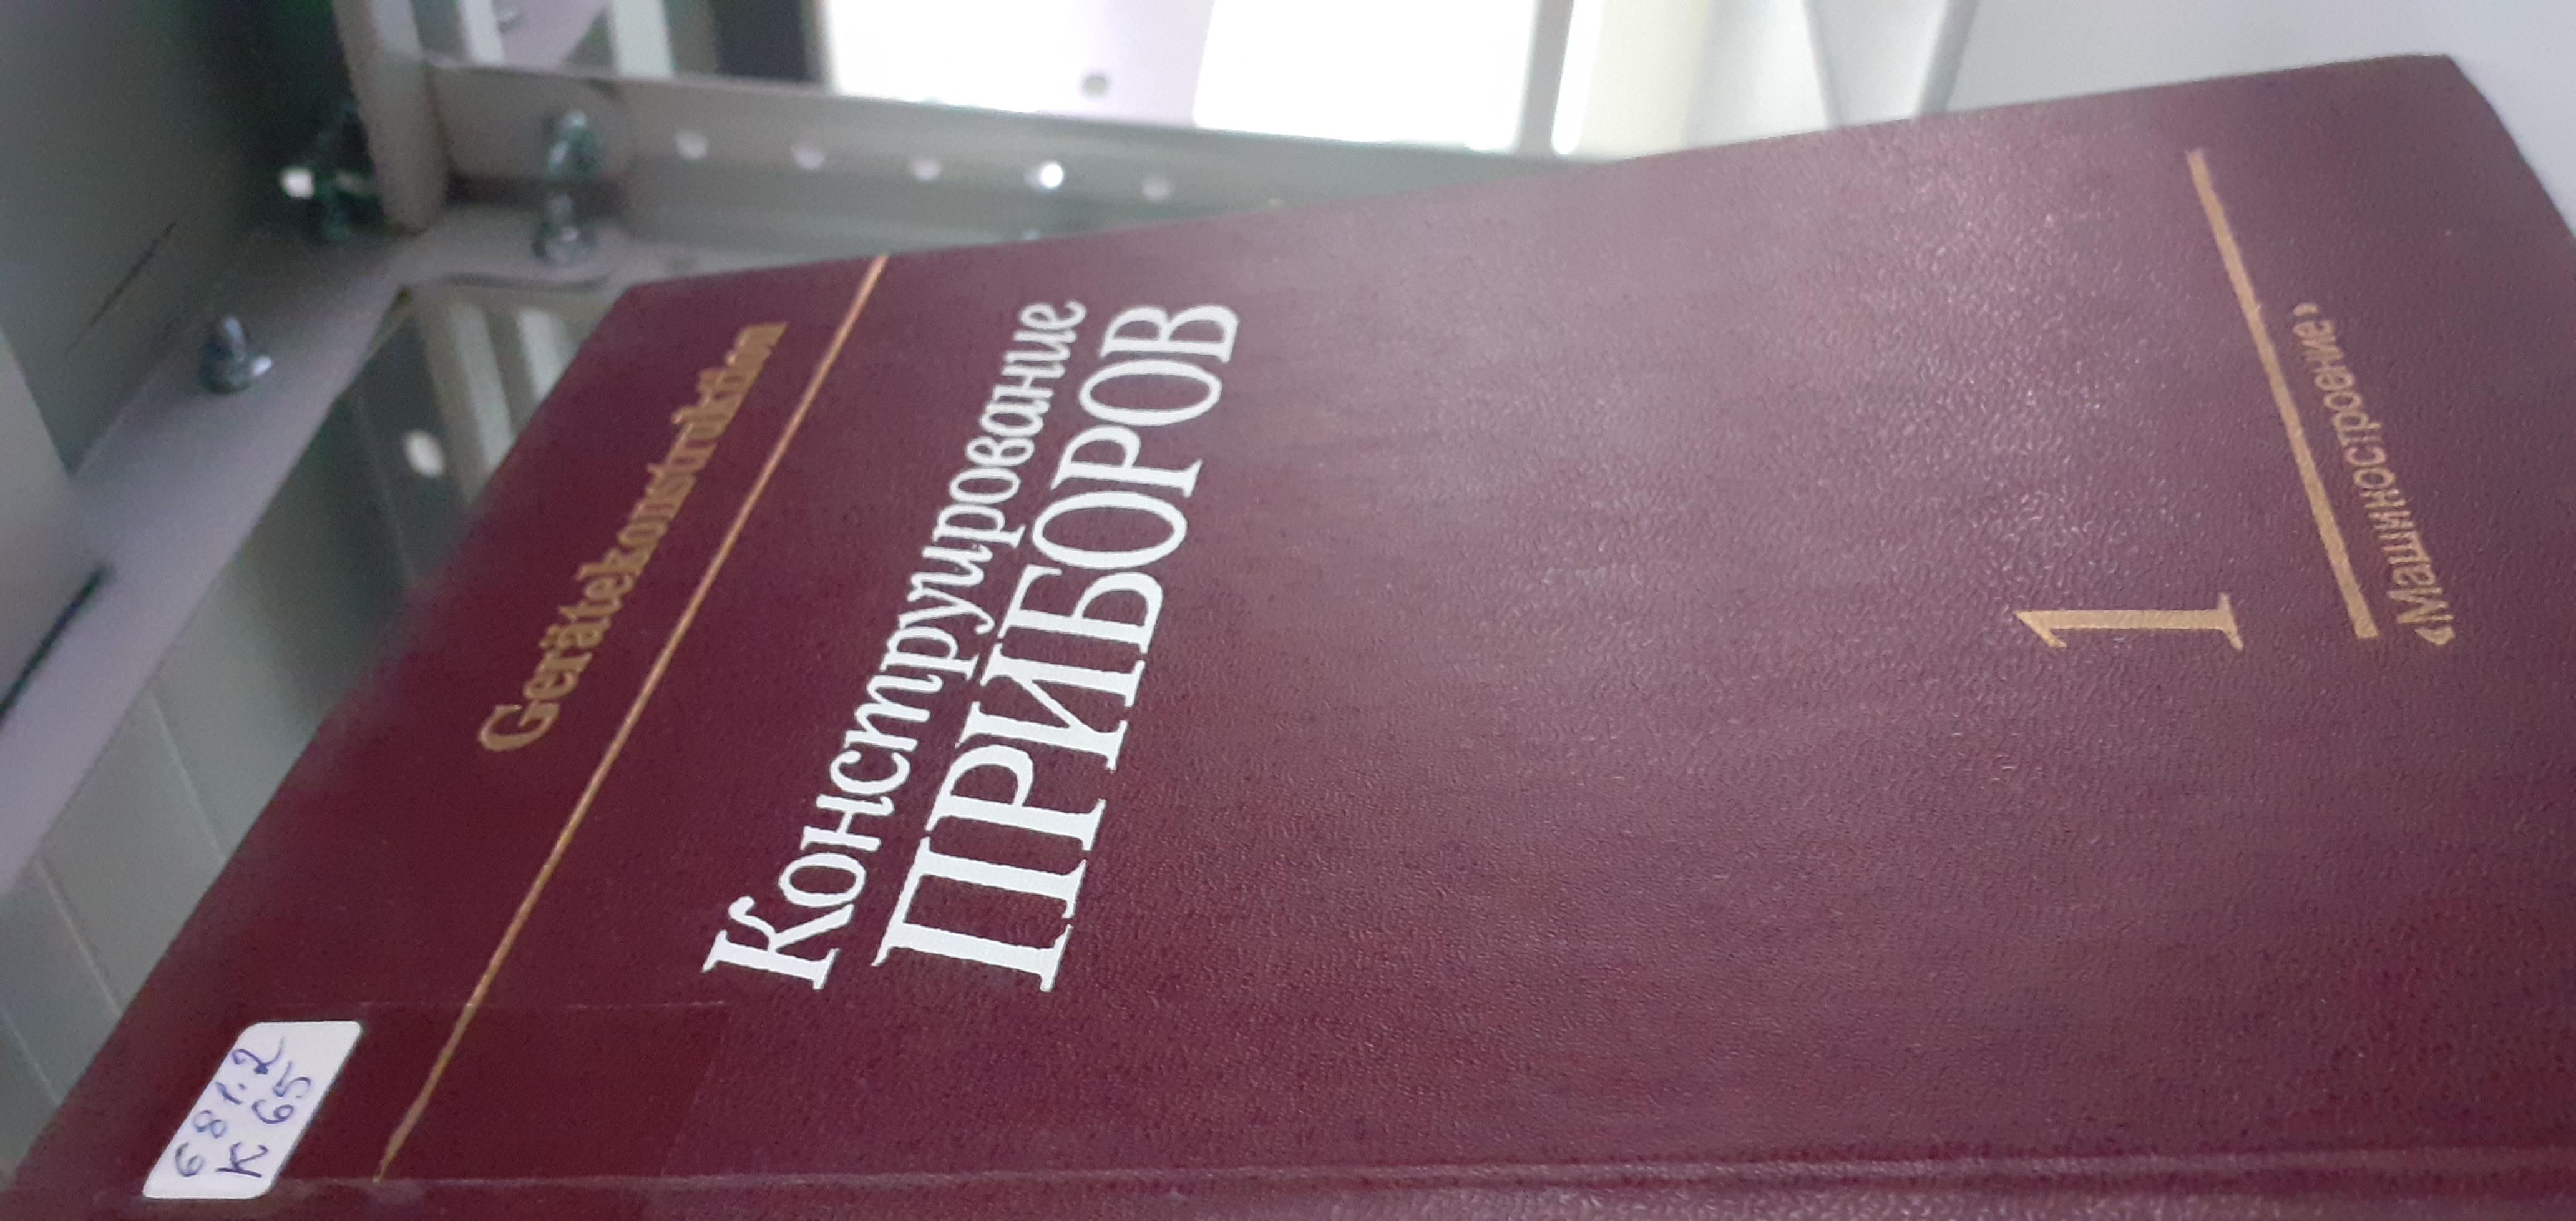 681.2
К 65
Gerätekonstruktion
Конструирование
ПРИБОРОВ
1
«Машиностроение»